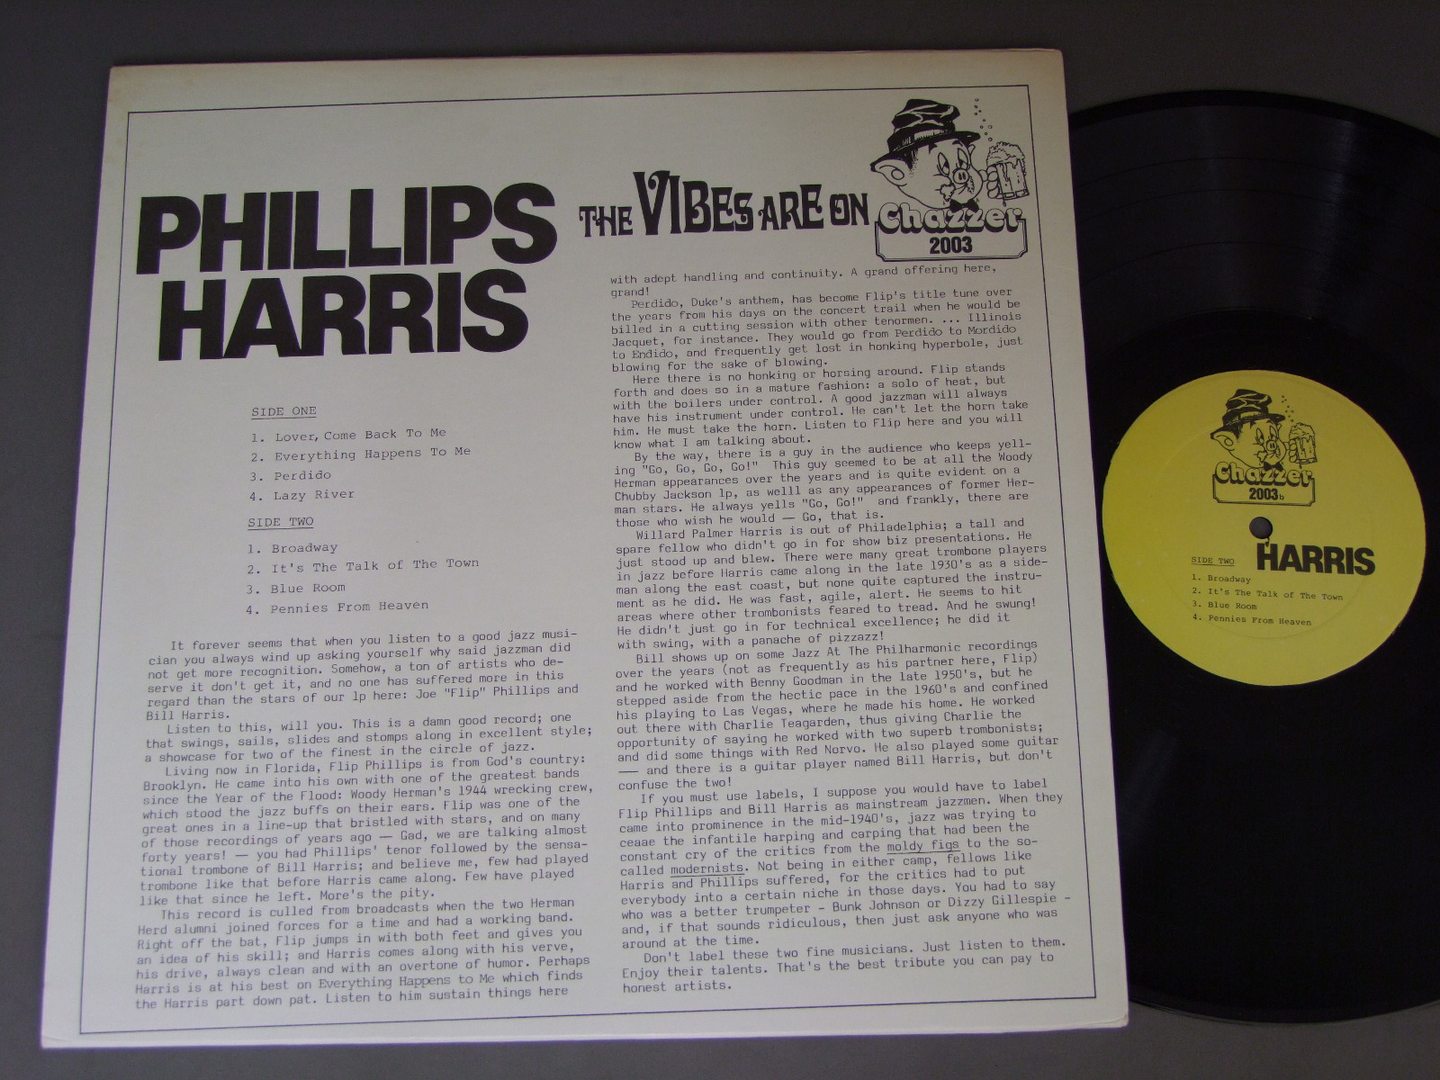 PHILLIPS
HARRIS
THE VIBES ARE ON
Chazzer
2003
SIDE ONE
1. Lover, Come Back To Me
2. Everything Happens To Me
3. Perdido
4. Lazy River
SIDE TWO
1. Broadway
2. It's The Talk of The Town
3. Blue Room
4. Pennies From Heaven
It forever seems that when you listen to a good jazz musi-
cian you always wind up asking yourself why said jazzman did
not get more recognition. Somehow, a ton of artists who de-
serve it don't get it, and no one has suffered more in this
regard than the stars of our lp here: Joe "Flip" Phillips and
Bill Harris.
Listen to this, will you. This is a damn good record; one
that swings, sails, slides and stomps along in excellent style;
a showcase for two of the finest in the circle of jazz.
Living now in Florida, Flip Phillips is from God's country:
Brooklyn. He came into his own with one of the greatest bands
since the Year of the Flood: Woody Herman's 1944 wrecking crew,
which stood the jazz buffs on their ears. Flip was one of the
great ones in a line-up that bristled with stars, and on many
of those recordings of years ago — Gad, we are talking almost
forty years! — you had Phillips' tenor followed by the sensa-
tional trombone of Bill Harris; and believe me, few had played
trombone like that before Harris came along. Few have played
like that since he left. More's the pity.
This record is culled from broadcasts when the two Herman
Herd alumni joined forces for a time and had a working band.
Right off the bat, Flip jumps in with both feet and gives you
an idea of his skill; and Harris comes along with his verve,
his drive, always clean and with an overtone of humor. Perhaps
Harris is at his best on Everything Happens to Me which finds
the Harris part down pat. Listen to him sustain things here
with adept handling and continuity. A grand offering here,
grand!
Perdido, Duke's anthem, has become Flip's title tune over
the years from his days on the concert trail when he would be
billed in a cutting session with other tenormen. ... Illinois
Jacquet, for instance. They would go from Perdido to Mordido
to Endido, and frequently get lost in honking hyperbole, just
blowing for the sake of blowing.
Here there is no honking or horsing around. Flip stands
forth and does so in a mature fashion: a solo of heat, but
with the boilers under control. A good jazzman will always
have his instrument under control. He can't let the horn take
him. He must take the horn. Listen to Flip here and you will
know what I am talking about.
By the way, there is a guy in the audience who keeps yell-
ing "Go, Go, Go, Go!" This guy seemed to be at all the Woody
Herman appearances over the years and is quite evident on a
Chubby Jackson lp, as welll as any appearances of former Her-
man stars. He always yells "Go, Go!" and frankly, there are
those who wish he would — Go, that is.
Willard Palmer Harris is out of Philadelphia; a tall and
spare fellow who didn't go in for show biz presentations. He
just stood up and blew. There were many great trombone players
in jazz before Harris came along in the late 1930's as a side-
man along the east coast, but none quite captured the instru-
ment as he did. He was fast, agile, alert. He seems to hit
areas where other trombonists feared to tread. And he swung!
He didn't just go in for technical excellence; he did it
with swing, with a panache of pizzazz!
Bill shows up on some Jazz At The Philharmonic recordings
over the years (not as frequently as his partner here, Flip)
and he worked with Benny Goodman in the late 1950's, but he
stepped aside from the hectic pace in the 1960's and confined
his playing to Las Vegas, where he made his home. He worked
out there with Charlie Teagarden, thus giving Charlie the
opportunity of saying he worked with two superb trombonists;
and did some things with Red Norvo. He also played some guitar
— and there is a guitar player named Bill Harris, but don't
confuse the two!
If you must use labels, I suppose you would have to label
Flip Phillips and Bill Harris as mainstream jazzmen. When they
came into prominence in the mid-1940's, jazz was trying to
ceaae the infantile harping and carping that had been the
constant cry of the critics from the moldy figs to the so-
called modernists. Not being in either camp, fellows like
Harris and Phillips suffered, for the critics had to put
everybody into a certain niche in those days. You had to say
who was a better trumpeter - Bunk Johnson or Dizzy Gillespie -
and, if that sounds ridiculous, then just ask anyone who was
around at the time.
Don't label these two fine musicians. Just listen to them.
Enjoy their talents. That's the best tribute you can pay to
honest artists.
Chazzer
2003b
SIDE TWO HARRIS
1. Broadway
2. It's The Talk of The Town
3. Blue Room
4. Pennies From Heaven